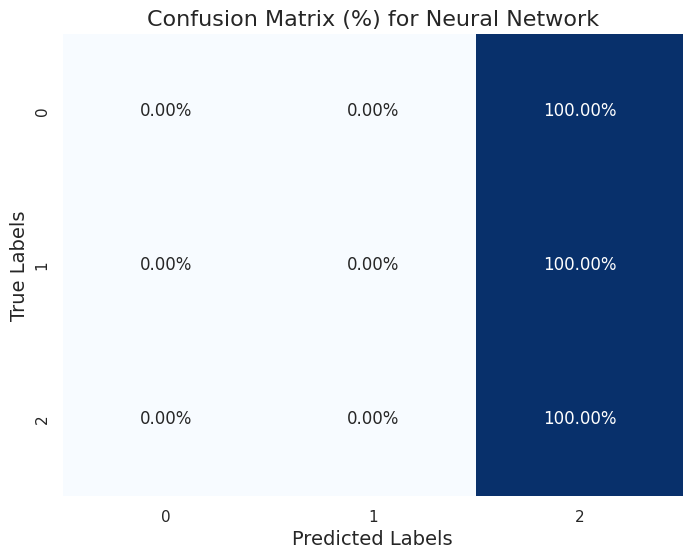 Confusion Matrix (%) for Neural Network
True Labels
0
0.00% 0.00% 100.00%
1
0.00% 0.00% 100.00%
2
0.00% 0.00% 100.00%
0 1 2
Predicted Labels